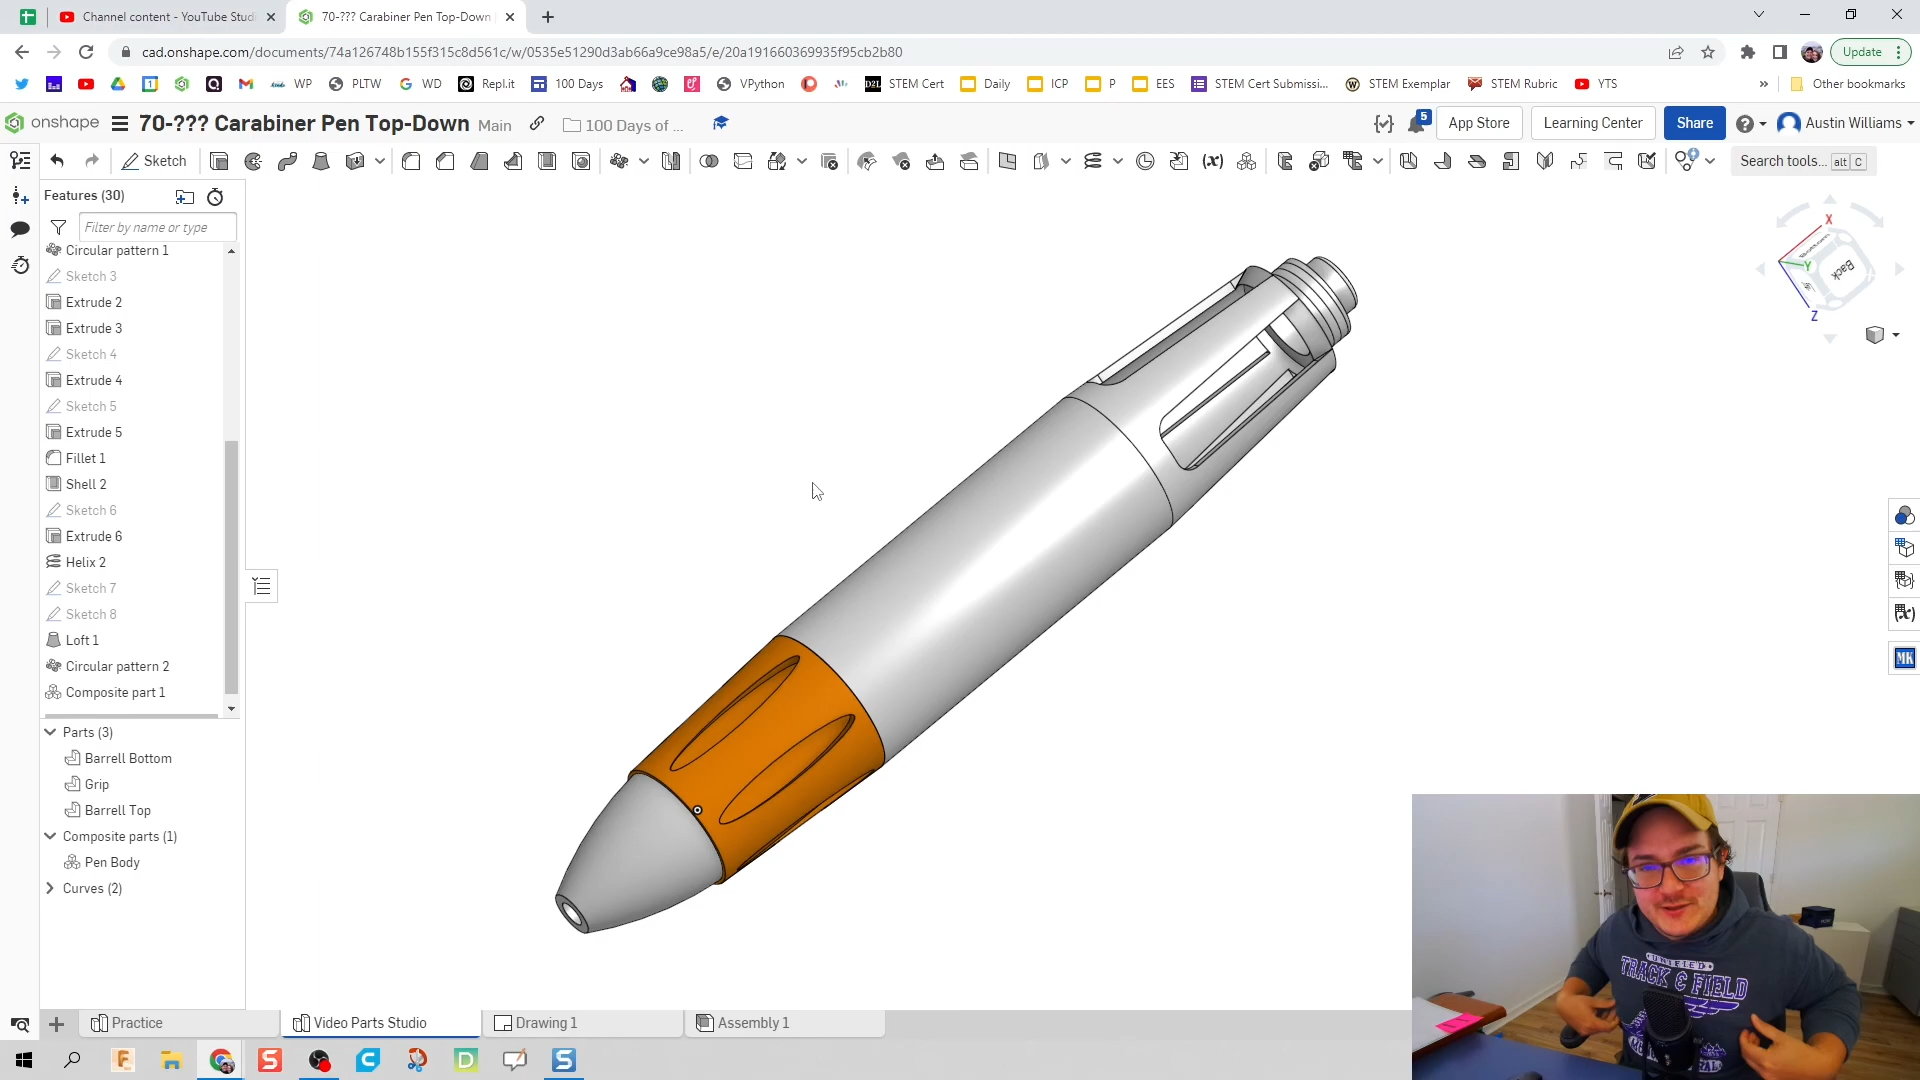 Channel content - YouTube Studi
70-??? Carabiner Pen Top-Down
cad.onshape.com/documents/74a126748b155f315c8d561c/w/0535e51290d3ab66a9ce98a5/e/20a191660369935f95cb2b80
Update
WP
PLTW
WD
Repl.it
100 Days
VPython
STEM Cert
Daily
ICP
P
EES
STEM Cert Submissi...
STEM Exemplar
STEM Rubric
YTS
»
Other bookmarks
onshape
70-??? Carabiner Pen Top-Down Main
100 Days of ...
5
App Store
Learning Center
Share
Austin Williams
Sketch
Search tools... alt C
Features (30)
Filter by name or type
Circular pattern 1
Sketch 3
Extrude 2
Extrude 3
Sketch 4
Extrude 4
Sketch 5
Extrude 5
Fillet 1
Shell 2
Sketch 6
Extrude 6
Helix 2
Sketch 7
Sketch 8
Loft 1
Circular pattern 2
Composite part 1
Parts (3)
Barrell Bottom
Grip
Barrell Top
Composite parts (1)
Pen Body
Curves (2)
X
Y
Z
Back
Bottom
MK
UNIFIED
TRACK & FIELD
Practice
Video Parts Studio
Drawing 1
Assembly 1